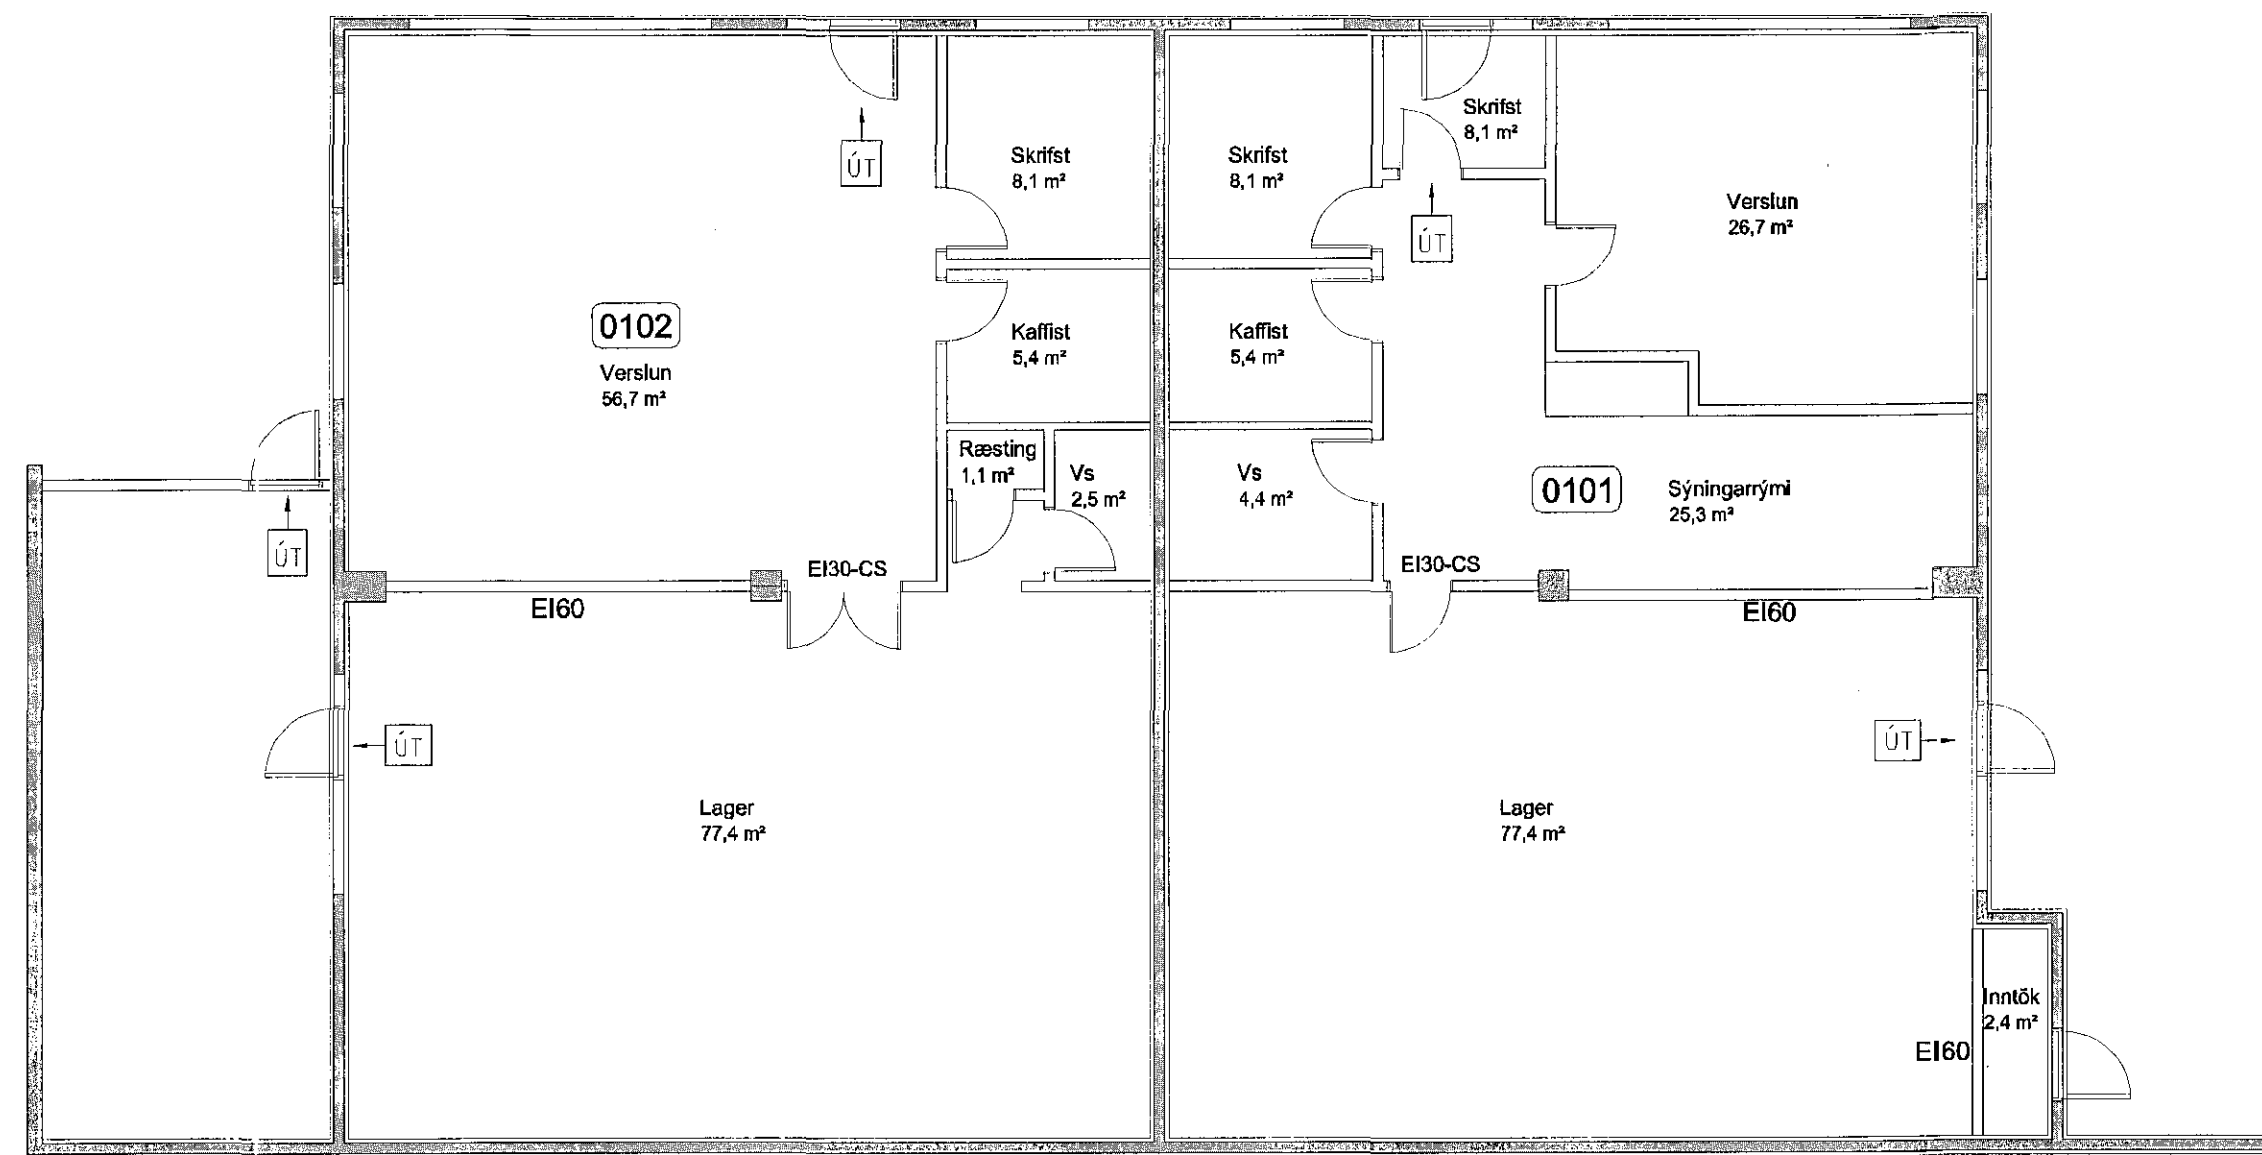 Skrifst
8,1 m²
ÚT
Skrifst
8,1 m²
Skrifst
8,1 m²
Verslun
26,7 m²
ÚT
0102
Verslun
56,7 m²
Kaffist
5,4 m²
Kaffist
5,4 m²
Ræsting
1,1 m²
Vs
2,5 m²
Vs
4,4 m²
0101
Sýningarrými
25,3 m²
ÚT
EI30-CS
EI30-CS
EI60
EI60
ÚT
ÚT
Lager
77,4 m²
Lager
77,4 m²
Inntök
2,4 m²
EI60